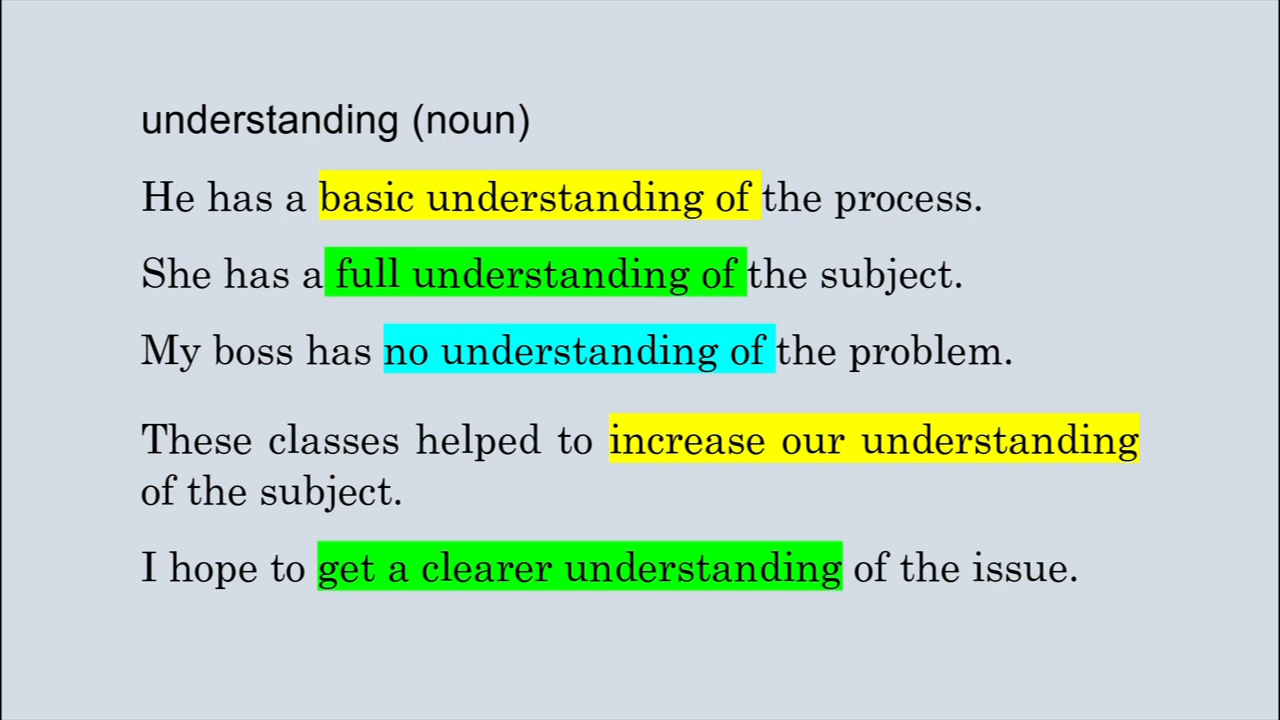 understanding (noun)
He has a basic understanding of the process.
She has a full understanding of the subject.
My boss has no understanding of the problem.
These classes helped to increase our understanding
of the subject.
I hope to get a clearer understanding of the issue.